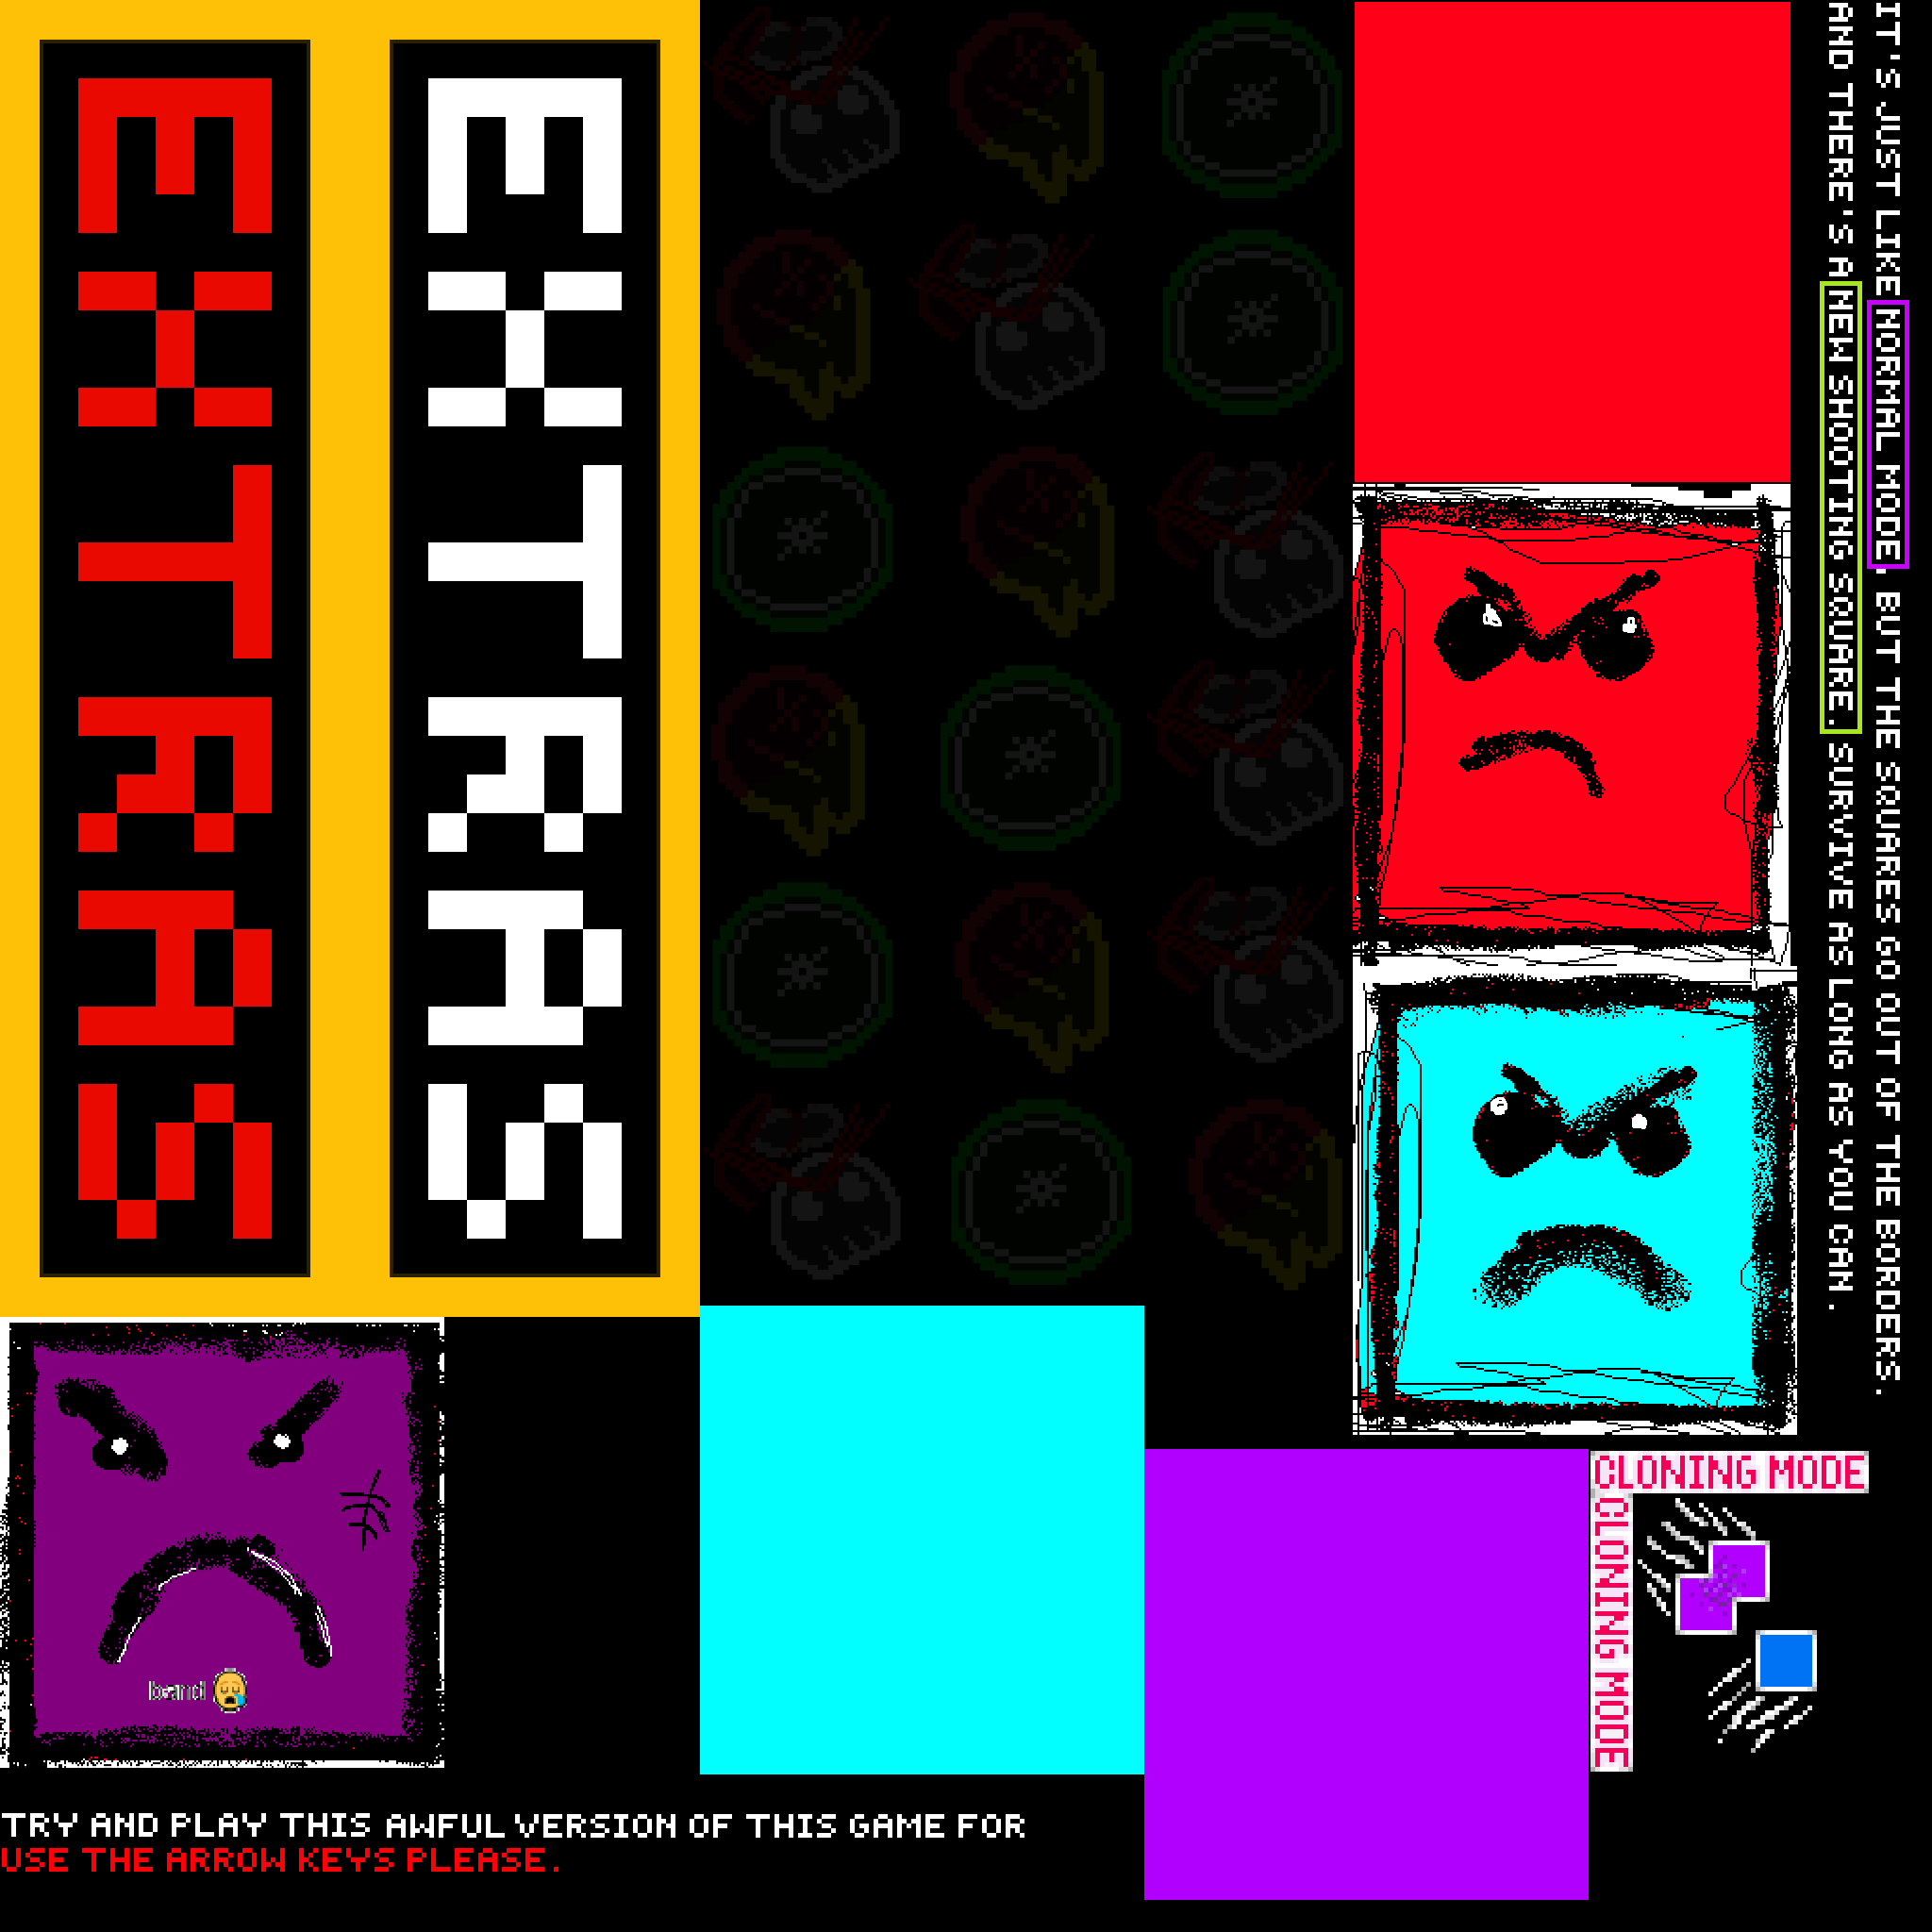 EXTRAS
EXTRAS
IT'S JUST LIKE NORMAL MODE. BUT THE SQUARES GO OUT OF THE BORDERS.
AND THERE'S A NEW SHOOTING SQUARE. SURVIVE AS LONG AS YOU CAN.
CLONING MODE
CLONING MODE
TRY AND PLAY THIS AWFUL VERSION OF THIS GAME FOR
USE THE ARROW KEYS PLEASE.